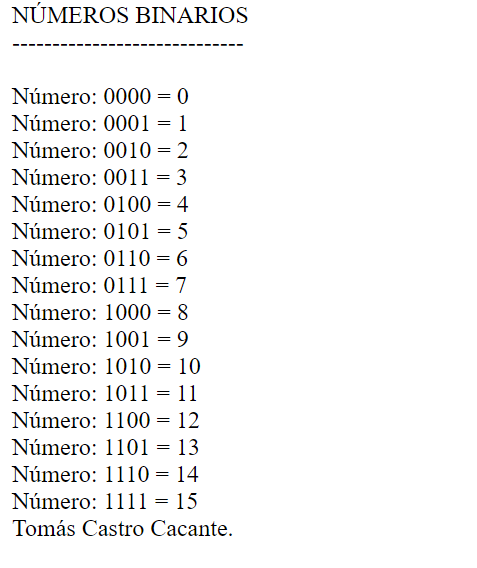 NÚMEROS BINARIOS
-----------------------------
Número: 0000 = 0
Número: 0001 = 1
Número: 0010 = 2
Número: 0011 = 3
Número: 0100 = 4
Número: 0101 = 5
Número: 0110 = 6
Número: 0111 = 7
Número: 1000 = 8
Número: 1001 = 9
Número: 1010 = 10
Número: 1011 = 11
Número: 1100 = 12
Número: 1101 = 13
Número: 1110 = 14
Número: 1111 = 15
Tomás Castro Cacante.